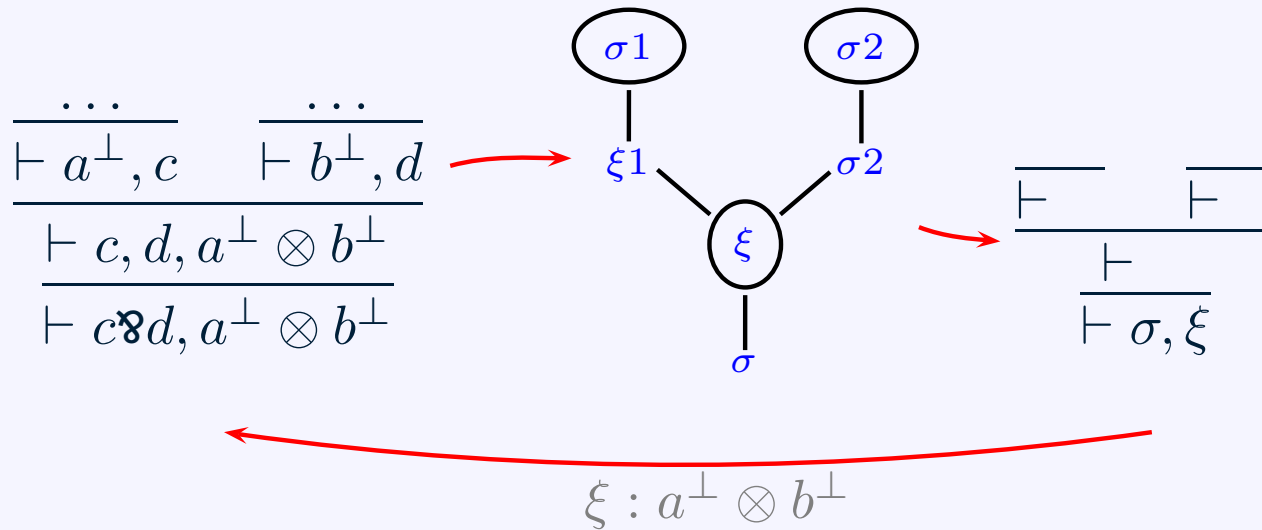 … …
⊢ a⊥, c ⊢ b⊥, d
⊢ c, d, a⊥ ⊗ b⊥
⊢ c⅋d, a⊥ ⊗ b⊥
σ1 σ2
ξ1 σ2
ξ
σ
⊢ ⊢
⊢
⊢ σ, ξ
ξ : a⊥ ⊗ b⊥